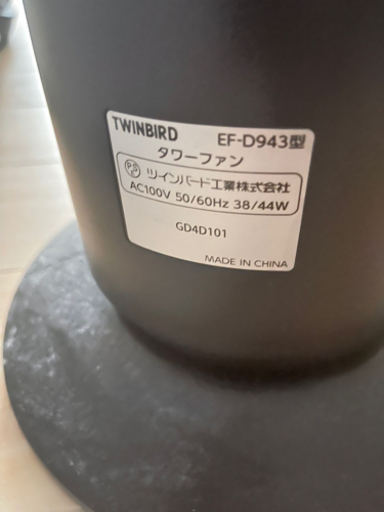 TWINBIRD EF-D943型
タワーファン
PS E ツインバード工業株式会社
AC100V 50/60Hz 38/44W
GD4D101
MADE IN CHINA